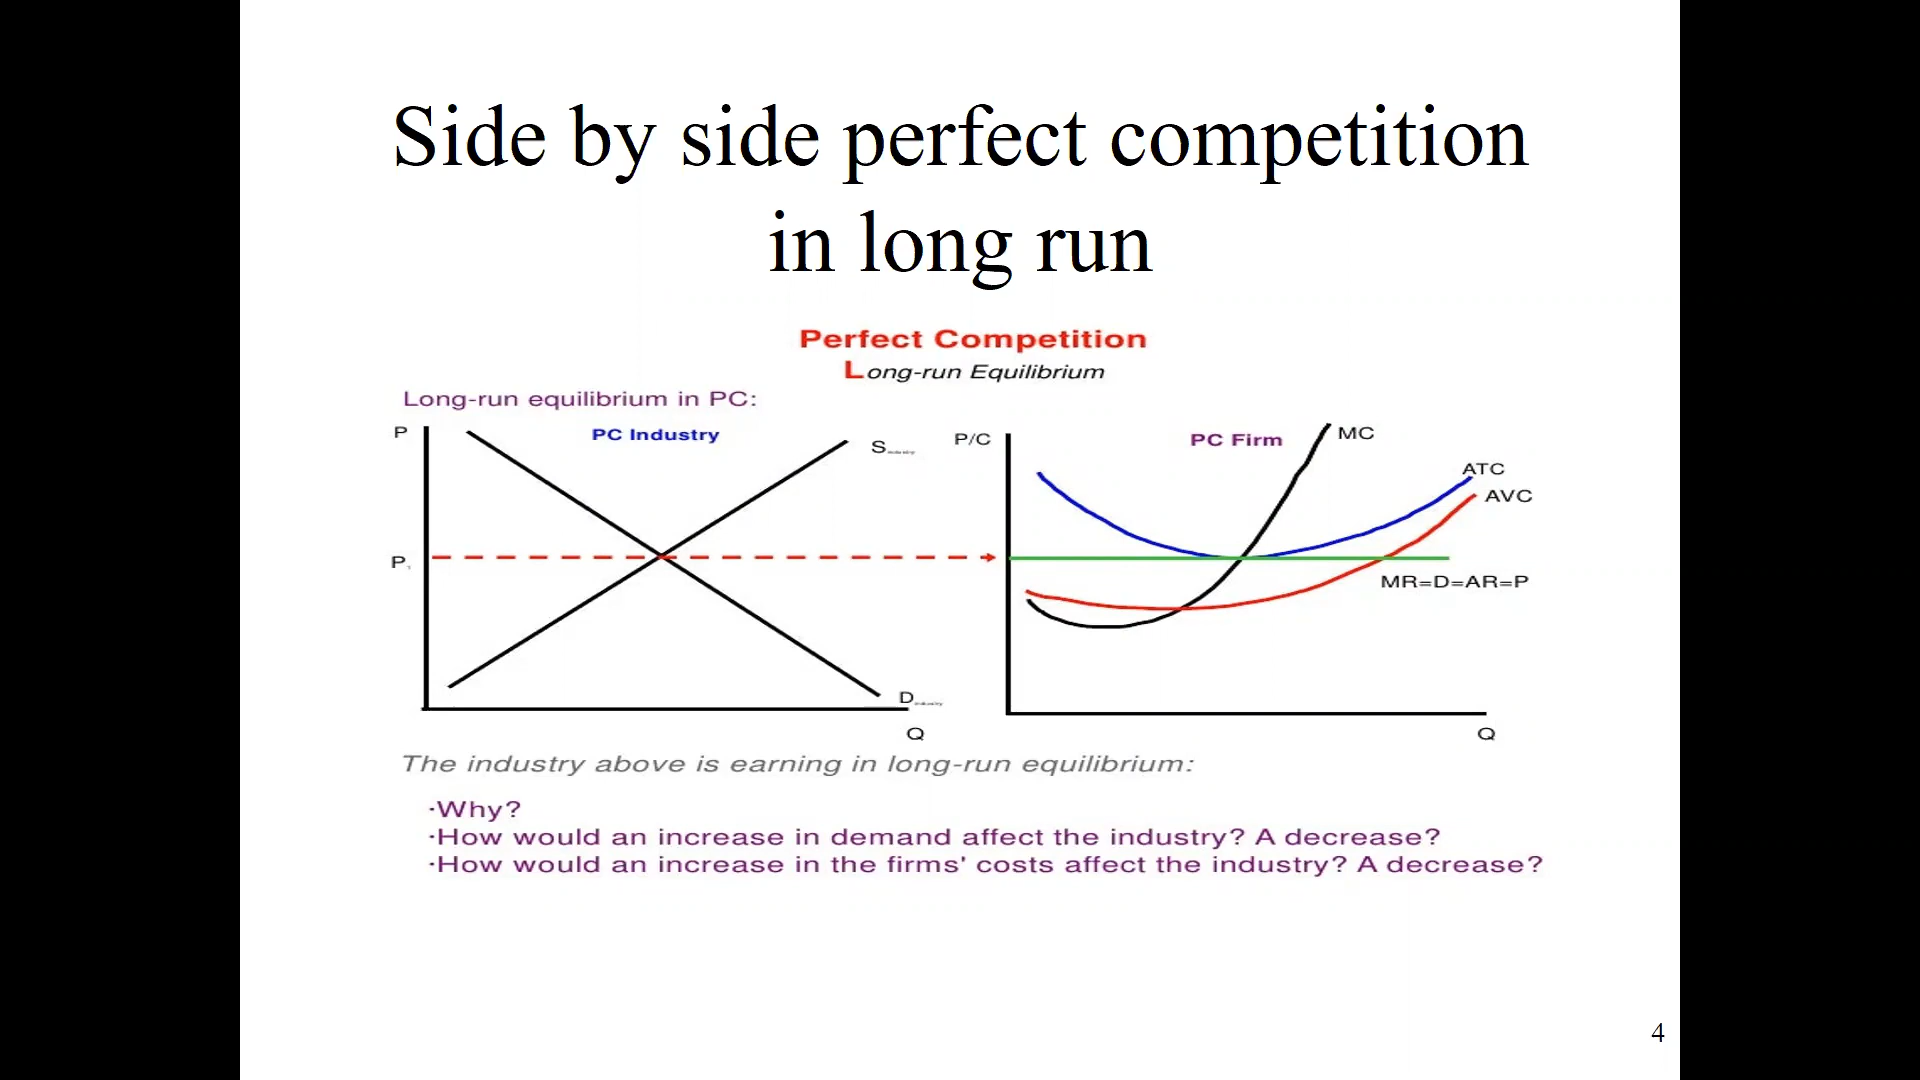 Side by side perfect competition
in long run
Perfect Competition
Long-run Equilibrium
Long-run equilibrium in PC:
P
PC Industry
S industry
P/C
PC Firm
MC
ATC
AVC
P1
MR=D=AR=P
D industry
Q
Q
The industry above is earning in long-run equilibrium:
·Why?
·How would an increase in demand affect the industry? A decrease?
·How would an increase in the firms' costs affect the industry? A decrease?
4